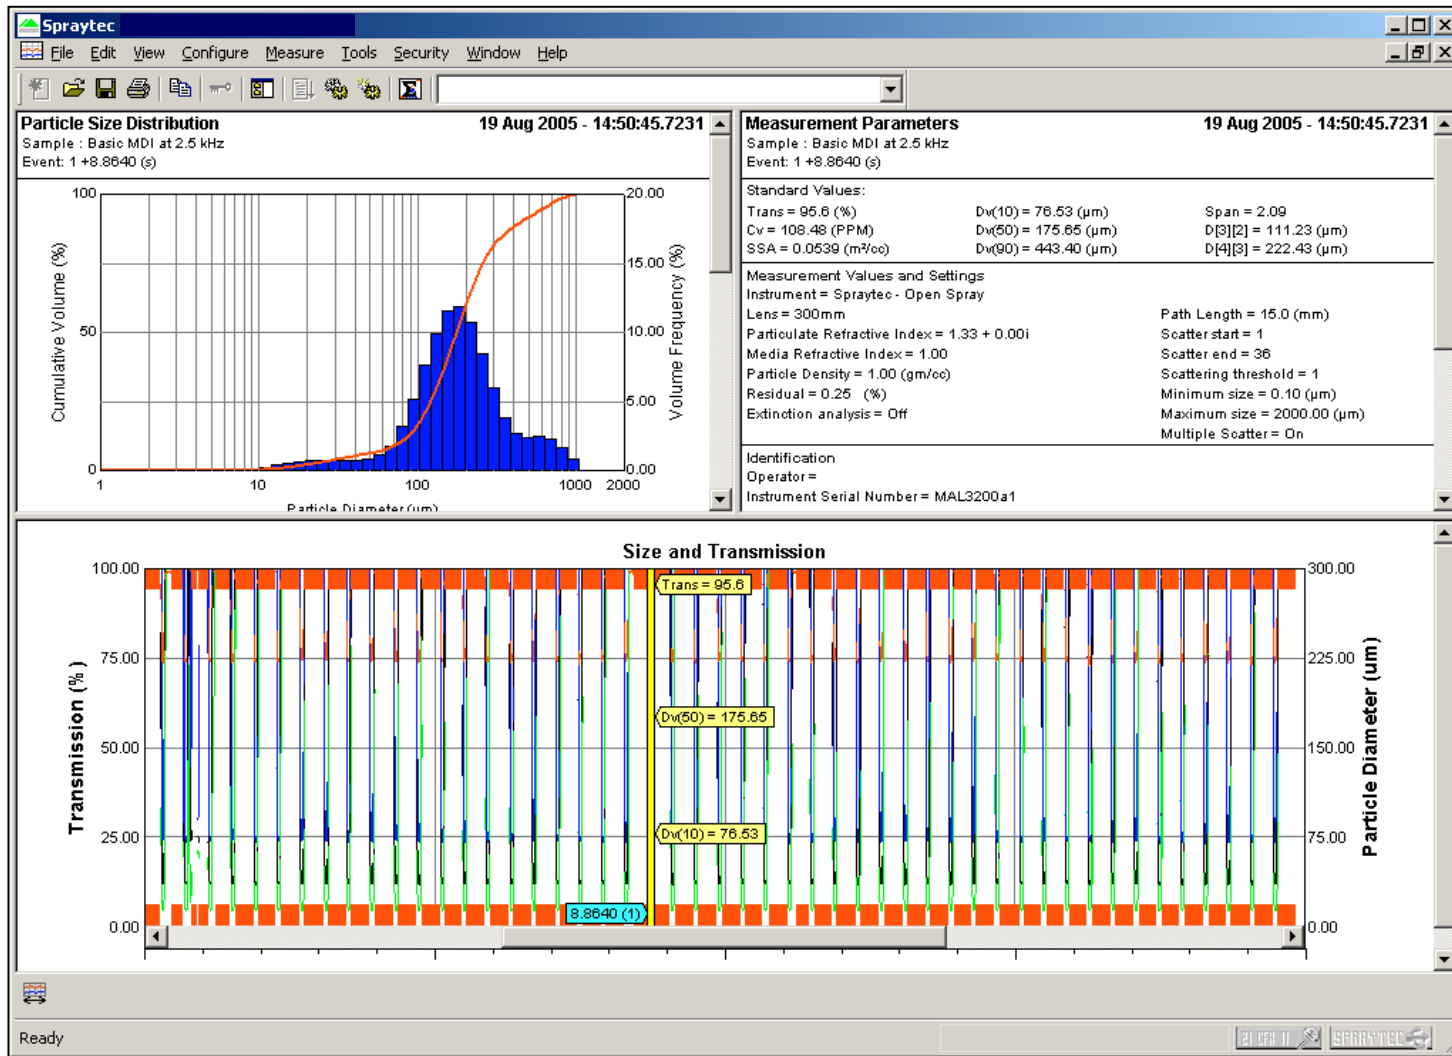 Spraytec
File Edit View Configure Measure Tools Security Window Help
Particle Size Distribution 19 Aug 2005 - 14:50:45.7231
Sample : Basic MDI at 2.5 kHz
Event: 1 +8.8640 (s)
100
50
0
Cumulative Volume (%)
20.00
15.00
10.00
5.00
0.00
Volume Frequency (%)
1 10 100 1000 2000
Particle Diameter (um)
Measurement Parameters 19 Aug 2005 - 14:50:45.7231
Sample : Basic MDI at 2.5 kHz
Event: 1 +8.8640 (s)
Standard Values:
Trans = 95.6 (%) Dv(10) = 76.53 (µm) Span = 2.09
Cv = 108.48 (PPM) Dv(50) = 175.65 (µm) D[3][2] = 111.23 (µm)
SSA = 0.0539 (m²/cc) Dv(90) = 443.40 (µm) D[4][3] = 222.43 (µm)
Measurement Values and Settings
Instrument = Spraytec - Open Spray
Lens = 300mm Path Length = 15.0 (mm)
Particulate Refractive Index = 1.33 + 0.00i Scatter start = 1
Media Refractive Index = 1.00 Scatter end = 36
Particle Density = 1.00 (gm/cc) Scattering threshold = 1
Residual = 0.25 (%) Minimum size = 0.10 (µm)
Extinction analysis = Off Maximum size = 2000.00 (µm)
Multiple Scatter = On
Identification
Operator =
Instrument Serial Number = MAL3200a1
Size and Transmission
100.00
75.00
50.00
25.00
0.00
Transmission (%)
Trans = 95.6
Dv(50) = 175.65
Dv(10) = 76.53
8.8640 (1)
300.00
225.00
150.00
75.00
0.00
Particle Diameter (um)
Ready
21 CFR 11 SPRAYTEC